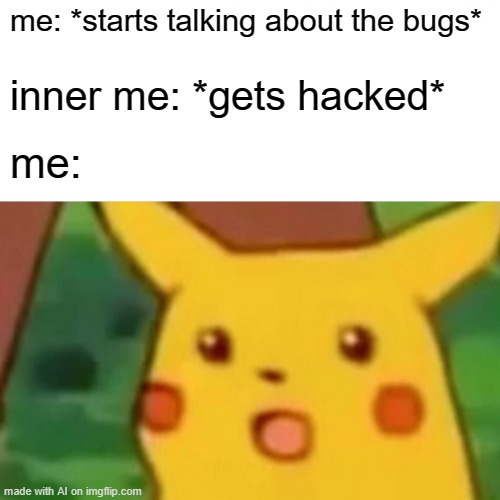 me: *starts talking about the bugs*
inner me: *gets hacked*
me:
made with AI on imgflip.com